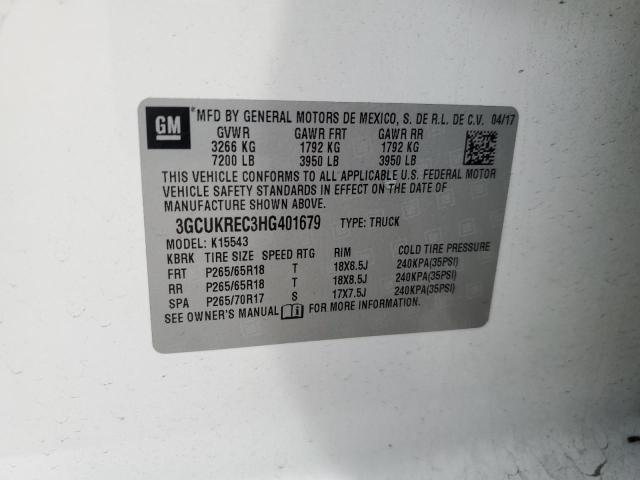 GM *MFD BY GENERAL MOTORS DE MEXICO, S. DE R.L. DE C.V. 04/17
GVWR GAWR FRT GAWR RR
3266 KG 1792 KG 1792 KG
7200 LB 3950 LB 3950 LB
THIS VEHICLE CONFORMS TO ALL APPLICABLE U.S. FEDERAL MOTOR
VEHICLE SAFETY STANDARDS IN EFFECT ON THE DATE OF
MANUFACTURE SHOWN ABOVE.
3GCUKREC3HG401679 TYPE: TRUCK
MODEL: K15543
KBRK TIRE SIZE SPEED RTG RIM COLD TIRE PRESSURE
FRT P265/65R18 T 18X8.5J 240KPA(35PSI)
RR P265/65R18 T 18X8.5J 240KPA(35PSI)
SPA P265/70R17 S 17X7.5J 240KPA(35PSI)
SEE OWNER'S MANUAL FOR MORE INFORMATION.